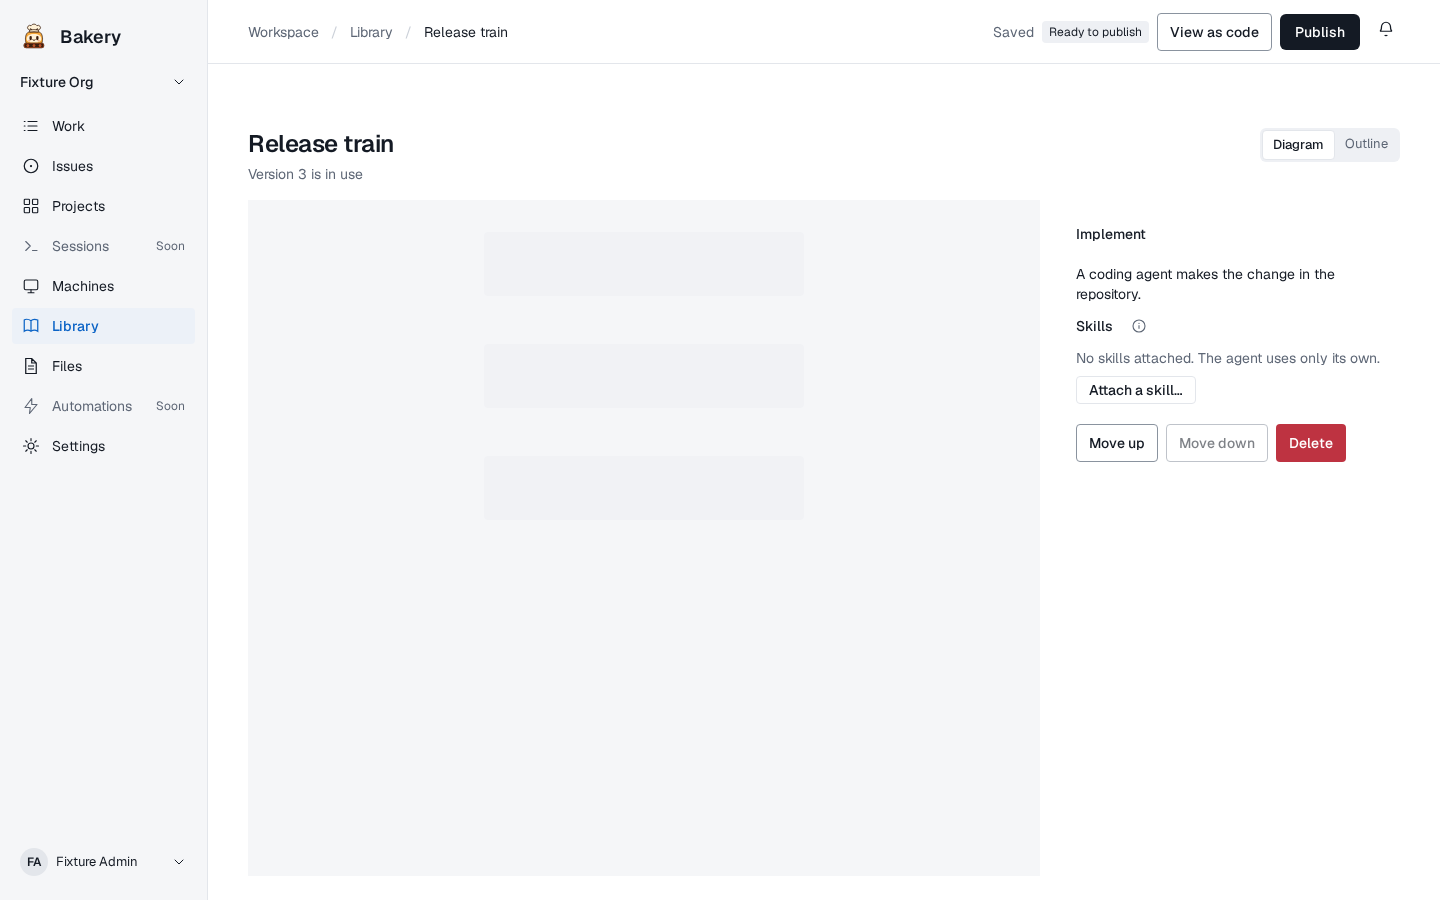 Bakery
Fixture Org
Work
Issues
Projects
Sessions Soon
Machines
Library
Files
Automations Soon
Settings
FA Fixture Admin
Workspace / Library / Release train
Saved Ready to publish View as code Publish
Release train
Version 3 is in use
Diagram Outline
Implement
A coding agent makes the change in the
repository.
Skills
No skills attached. The agent uses only its own.
Attach a skill...
Move up Move down Delete